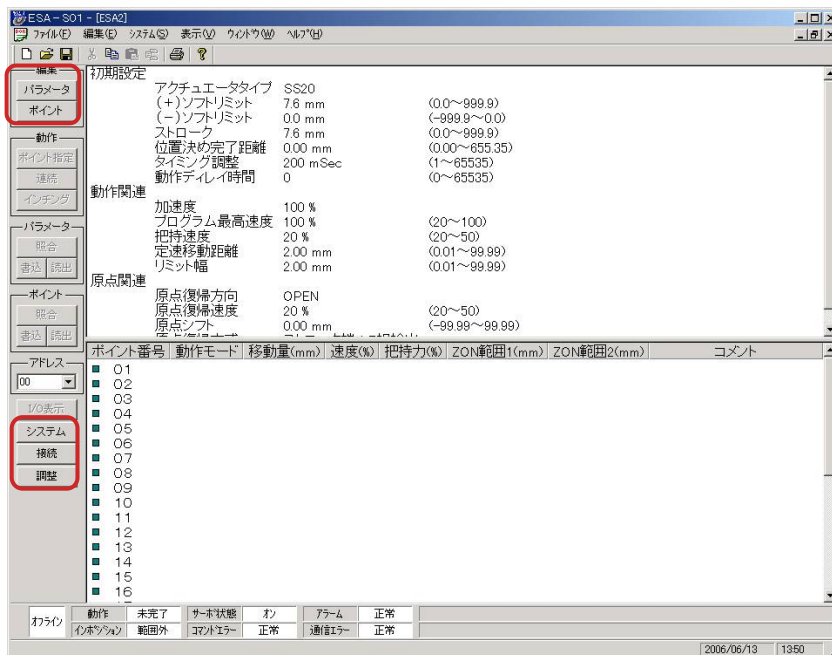 ESA-S01 - [ESA2]
ファイル(F) 編集(E) システム(S) 表示(V) ウィンドウ(W) ヘルプ(H)
編集
パラメータ
ポイント
動作
ポイント指定
連続
インチング
パラメータ
照合
書込 読出
ポイント
照合
書込 読出
アドレス
00
I/O表示
システム
接続
調整
初期設定
アクチュエータタイプ SS20
(+)ソフトリミット 7.6 mm (0.0～999.9)
(-)ソフトリミット 0.0 mm (-999.9～0.0)
ストローク 7.6 mm (0.0～999.9)
位置決め完了距離 0.00 mm (0.00～655.35)
タイミング調整 200 mSec (1～65535)
動作ディレイ時間 0 (0～65535)
動作関連
加速度 100 %
プログラム最高速度 100 % (20～100)
把持速度 20 % (20～50)
定速移動距離 2.00 mm (0.01～99.99)
リミット幅 2.00 mm (0.01～99.99)
原点関連
原点復帰方向 OPEN
原点復帰速度 20 % (20～50)
原点シフト 0.00 mm (-99.99～99.99)
ポイント番号 動作モード 移動量(mm) 速度(%) 把持力(%) ZON範囲1(mm) ZON範囲2(mm) コメント
01
02
03
04
05
06
07
08
09
10
11
12
13
14
15
16
オフライン 動作 未完了 サーボ状態 オン アラーム 正常
インポジション 範囲外 コマンドエラー 正常 通信エラー 正常
2006/06/13 13:50